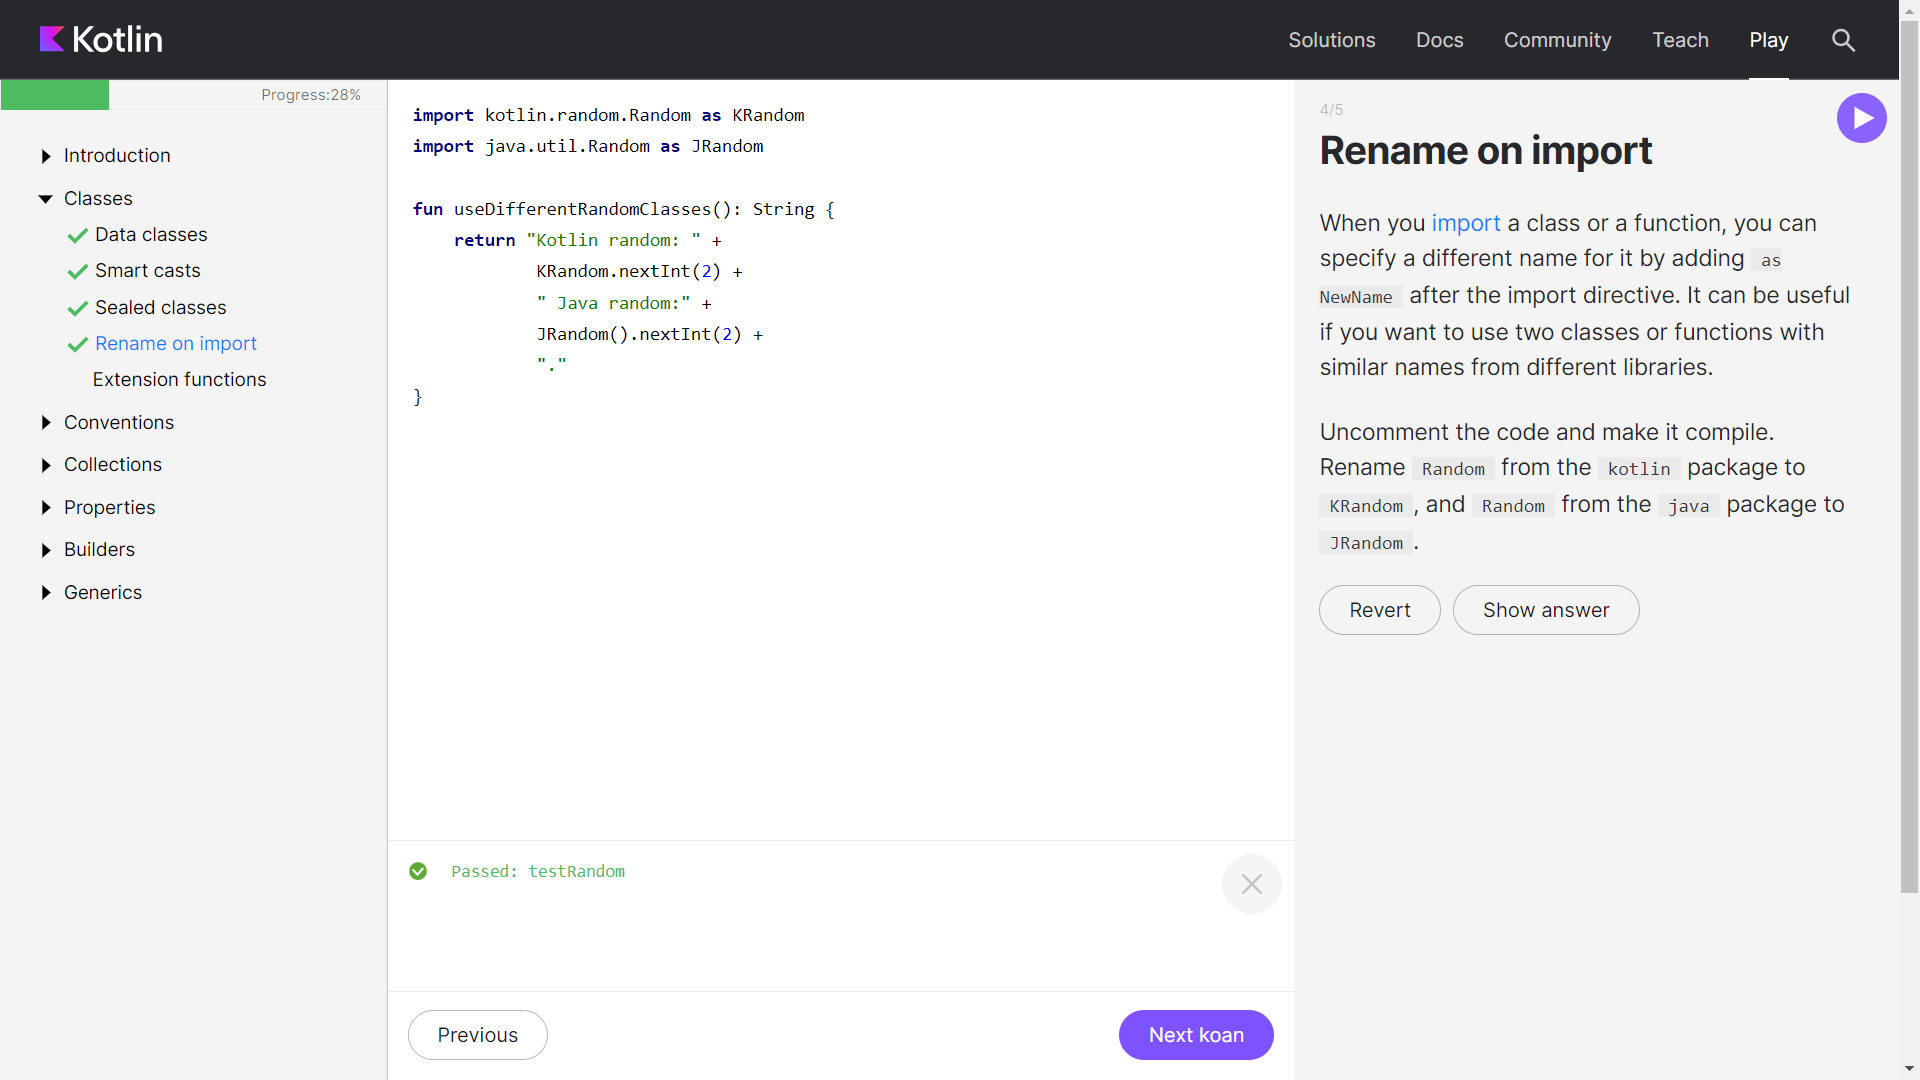 Kotlin
Solutions
Docs
Community
Teach
Play
Progress:28%
Introduction
Classes
Data classes
Smart casts
Sealed classes
Rename on import
Extension functions
Conventions
Collections
Properties
Builders
Generics
import kotlin.random.Random as KRandom
import java.util.Random as JRandom
fun useDifferentRandomClasses(): String {
    return "Kotlin random: " +
            KRandom.nextInt(2) +
            " Java random:" +
            JRandom().nextInt(2) +
            "."
}
Passed: testRandom
Previous
Next koan
4/5
Rename on import
When you import a class or a function, you can
specify a different name for it by adding as
NewName after the import directive. It can be useful
if you want to use two classes or functions with
similar names from different libraries.
Uncomment the code and make it compile.
Rename Random from the kotlin package to
KRandom , and Random from the java package to
JRandom .
Revert
Show answer